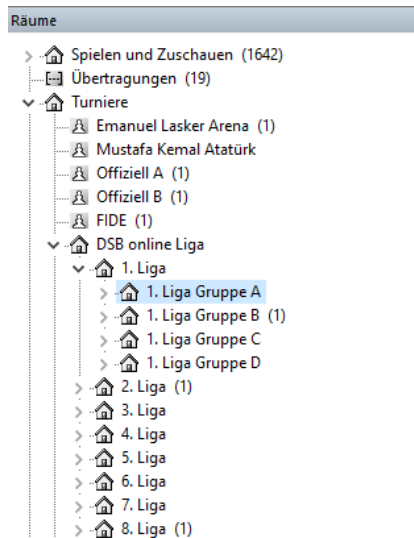 Räume
Spielen und Zuschauen (1642)
Übertragungen (19)
Turniere
Emanuel Lasker Arena (1)
Mustafa Kemal Atatürk
Offiziell A (1)
Offiziell B (1)
FIDE (1)
DSB online Liga
1. Liga
1. Liga Gruppe A
1. Liga Gruppe B (1)
1. Liga Gruppe C
1. Liga Gruppe D
2. Liga (1)
3. Liga
4. Liga
5. Liga
6. Liga
7. Liga
8. Liga (1)